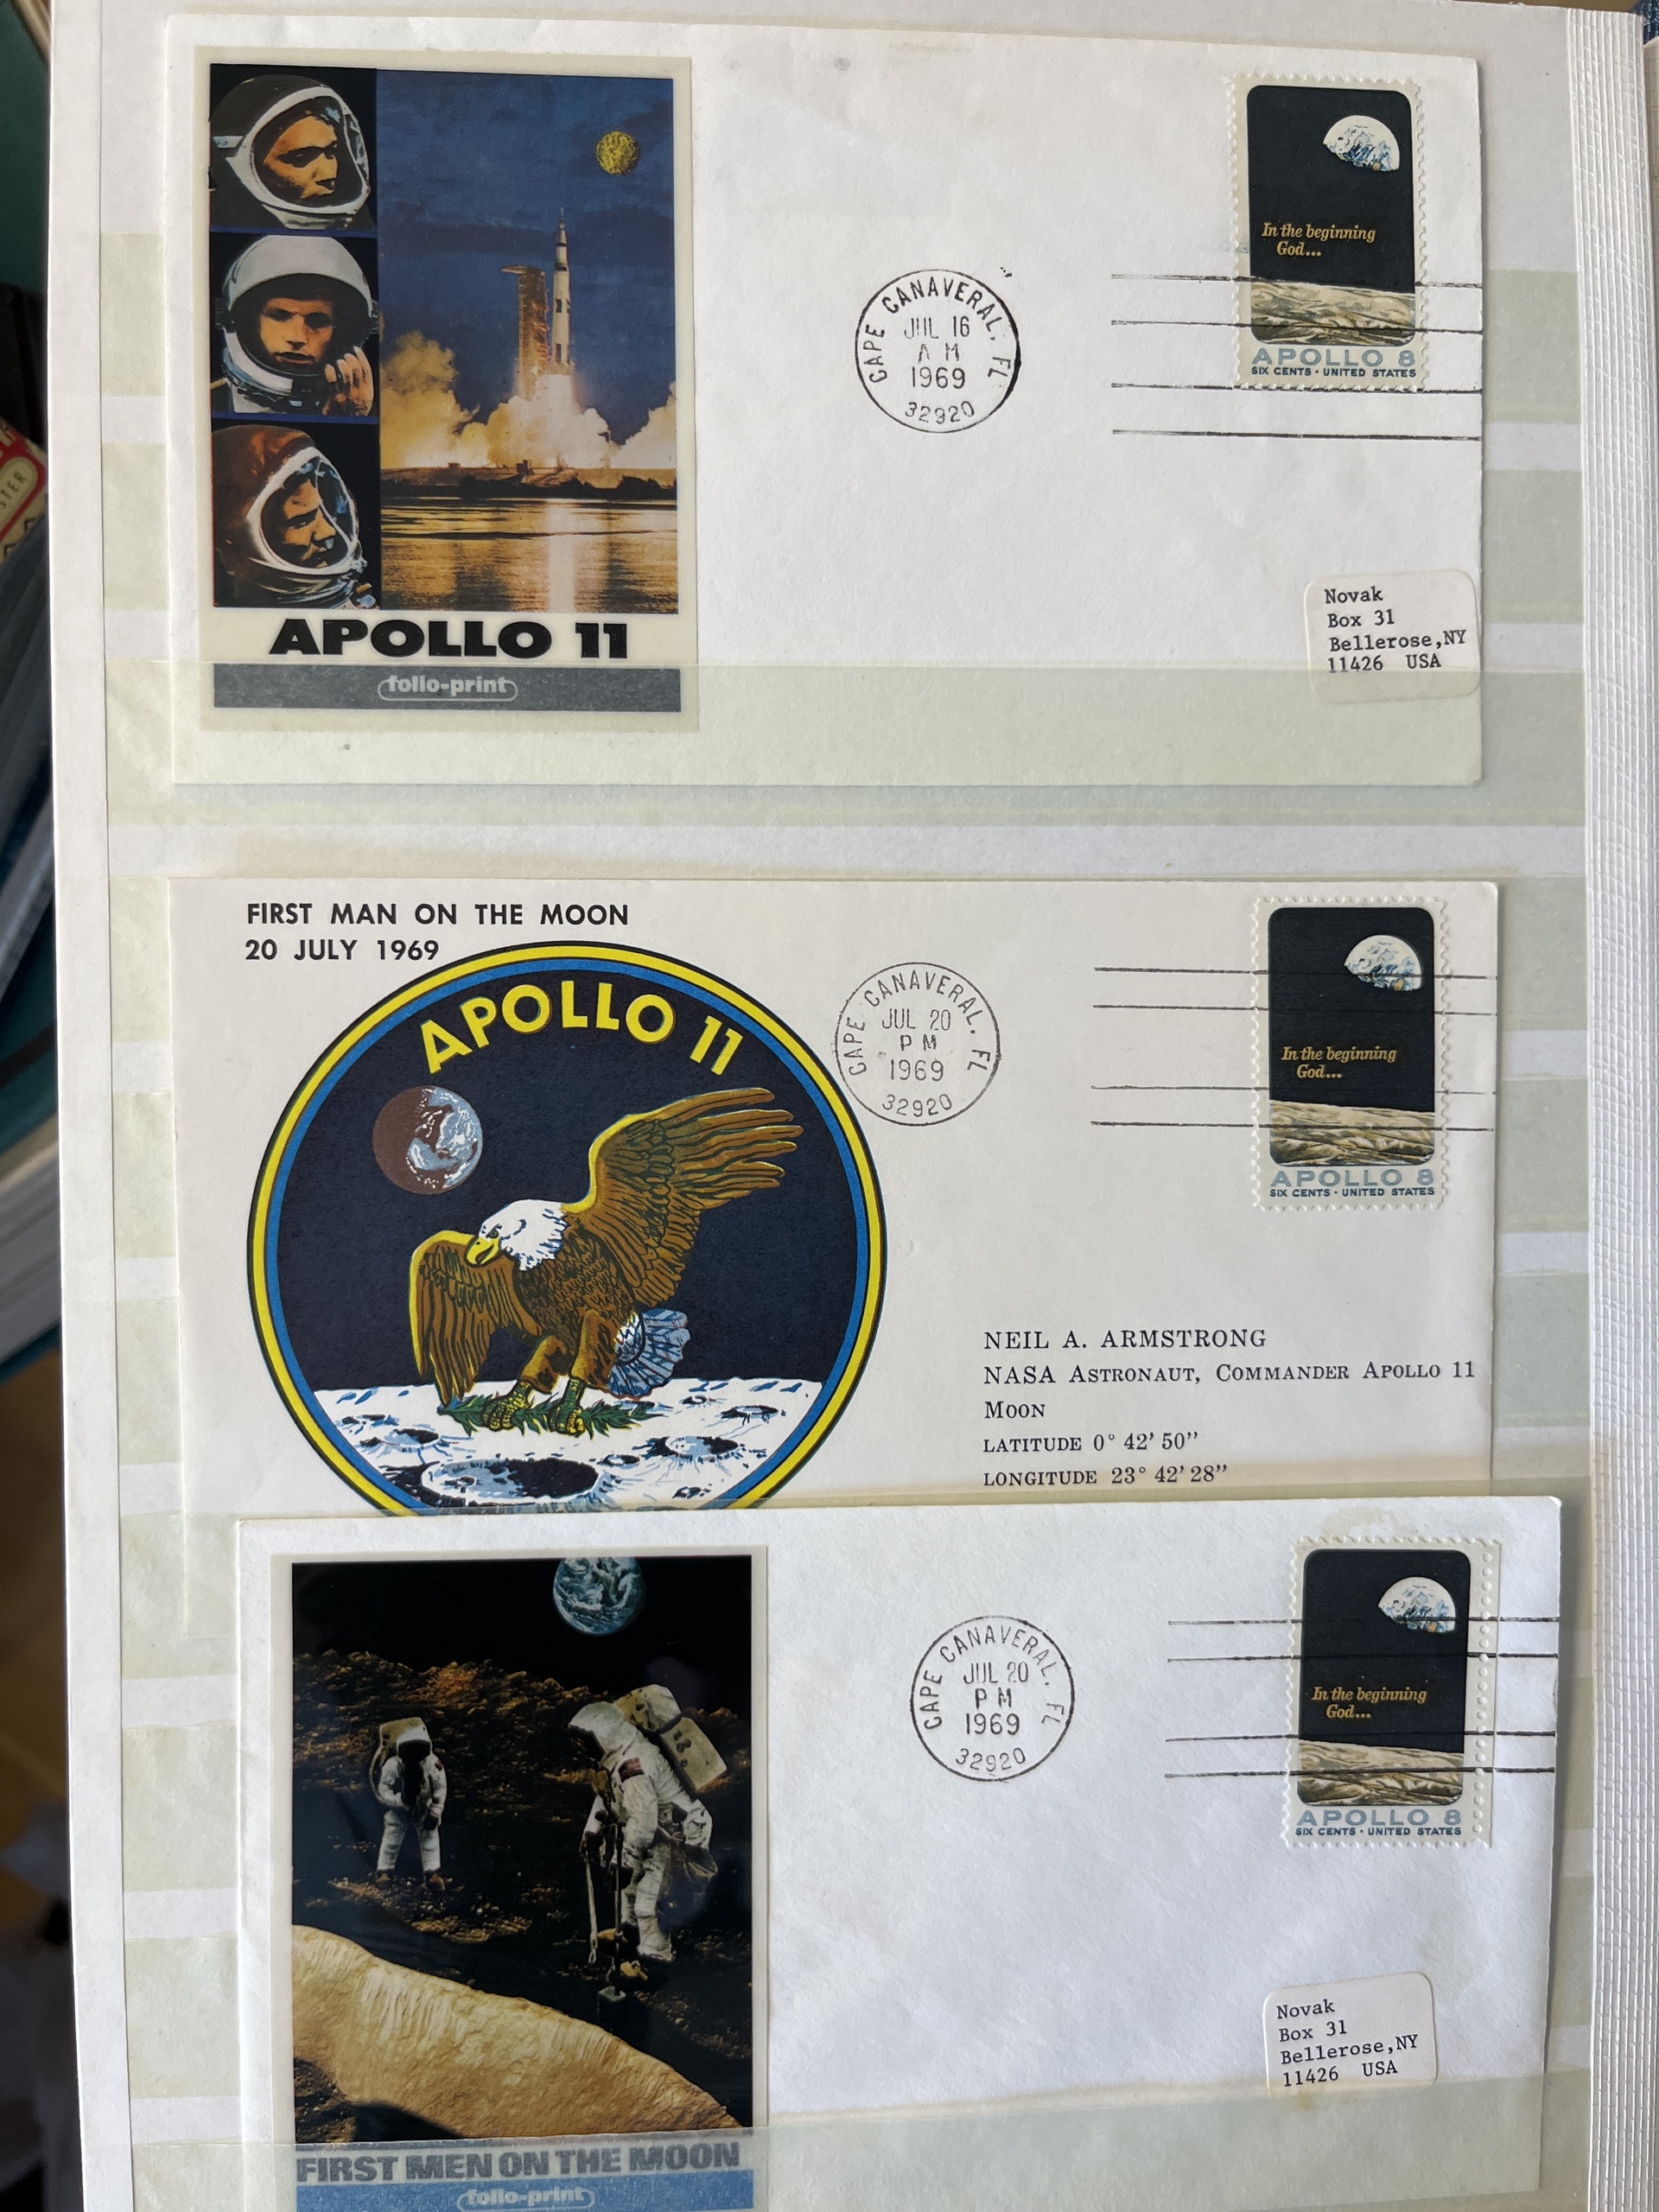 APOLLO 11
folio-print
CAPE CANAVERAL, FL
JUL 16
AM
1969
32920
In the beginning
God...
APOLLO 8
SIX CENTS • UNITED STATES
Novak
Box 31
Bellerose,NY
11426 USA
FIRST MAN ON THE MOON
20 JULY 1969
APOLLO 11
CAPE CANAVERAL, FL
JUL 20
PM
1969
32920
In the beginning
God...
APOLLO 8
SIX CENTS • UNITED STATES
NEIL A. ARMSTRONG
NASA ASTRONAUT, COMMANDER APOLLO 11
MOON
LATITUDE 0° 42' 50"
LONGITUDE 23° 42' 28"
CAPE CANAVERAL, FL
JUL 20
PM
1969
32920
In the beginning
God...
APOLLO 8
SIX CENTS • UNITED STATES
Novak
Box 31
Bellerose,NY
11426 USA
FIRST MEN ON THE MOON
folio-print